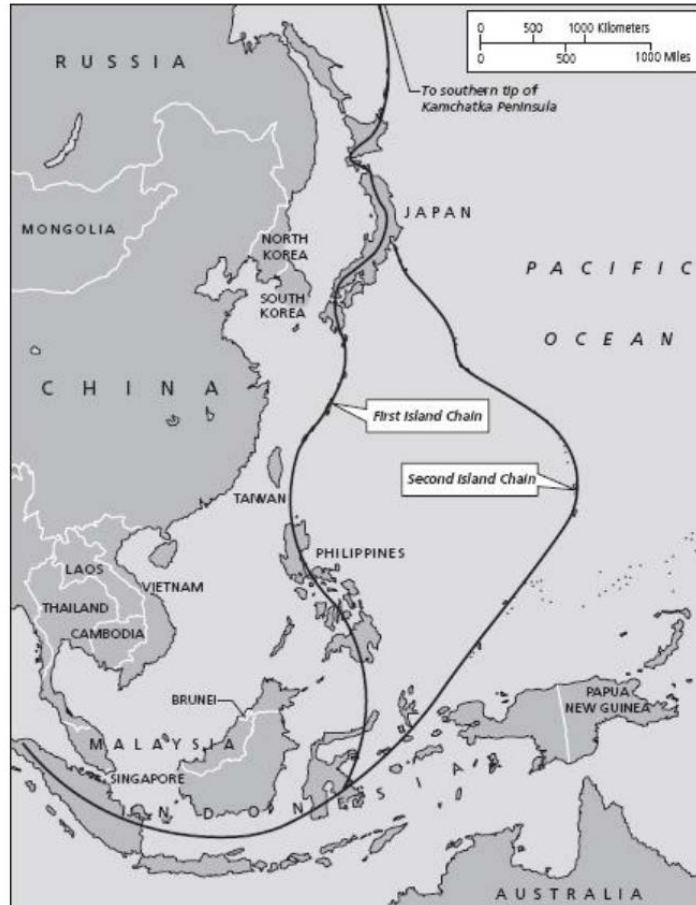 0 500 1000 Kilometers
0 500 1000 Miles
RUSSIA
To southern tip of
Kamchatka Peninsula
JAPAN
MONGOLIA
NORTH
KOREA
SOUTH
KOREA
PACIFIC
OCEAN
CHINA
First Island Chain
Second Island Chain
TAIWAN
PHILIPPINES
LAOS
VIETNAM
THAILAND
CAMBODIA
BRUNEI
PAPUA
NEW GUINEA
MALAYSIA
SINGAPORE
INDONESIA
AUSTRALIA